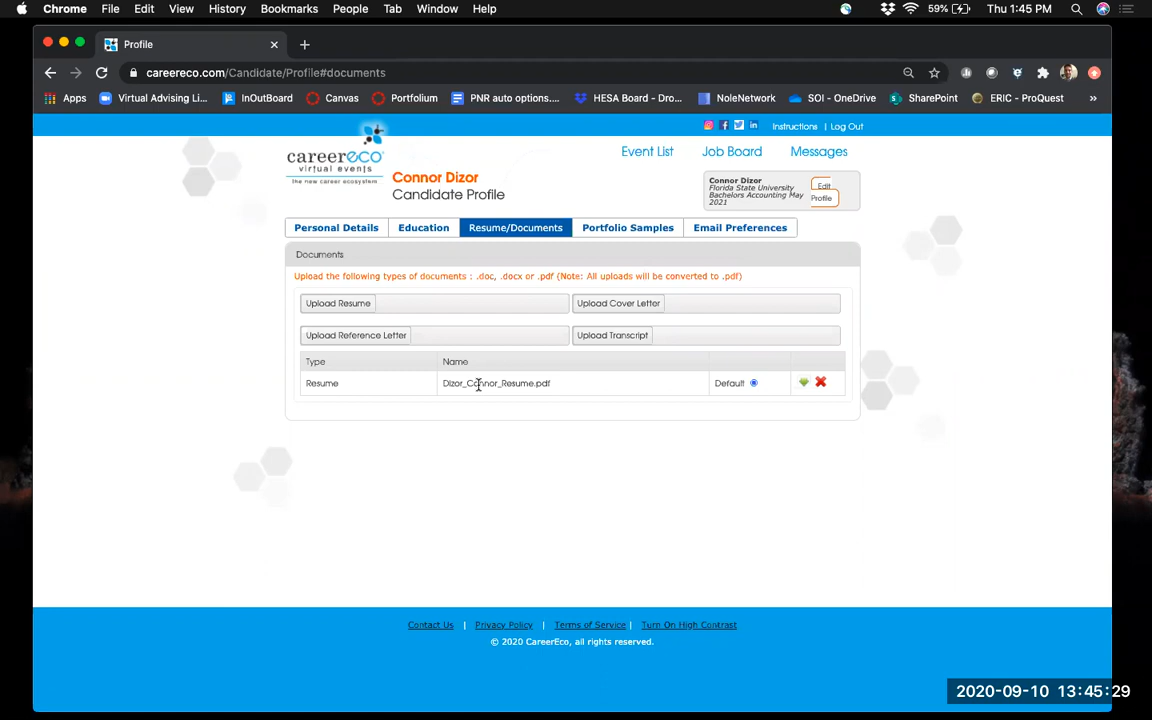 Chrome File Edit View History Bookmarks People Tab Window Help 59% Thu 1:45 PM
Profile
careereco.com/Candidate/Profile#documents
Apps Virtual Advising Li... InOutBoard Canvas Portfolium PNR auto options.... HESA Board - Dro... NoleNetwork SOI - OneDrive SharePoint ERIC - ProQuest »
Instructions | Log Out
careereco
virtual events
the new career ecosystem
Event List Job Board Messages
Connor Dizor
Candidate Profile
Connor Dizor
Florida State University
Bachelors Accounting May
2021
Edit
Profile
Personal Details Education Resume/Documents Portfolio Samples Email Preferences
Documents
Upload the following types of documents : .doc, .docx or .pdf (Note: All uploads will be converted to .pdf)
Upload Resume Upload Cover Letter
Upload Reference Letter Upload Transcript
Type Name
Resume Dizor_Connor_Resume.pdf Default
Contact Us | Privacy Policy | Terms of Service | Turn On High Contrast
© 2020 CareerEco, all rights reserved.
2020-09-10 13:45:29